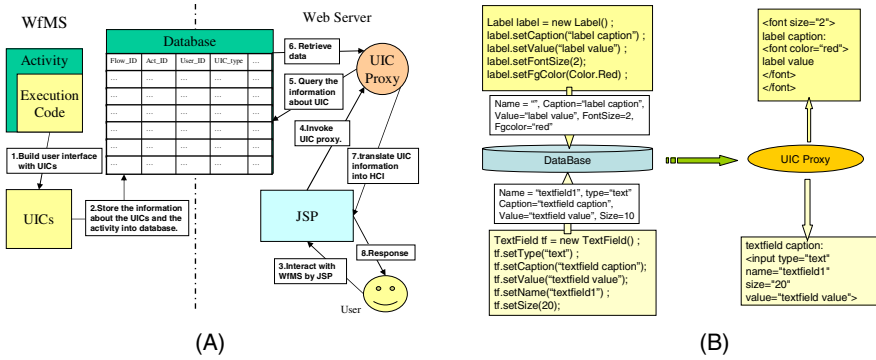 WfMS
Web Server
Activity
Execution
Code
1.Build user interface
with UICs
UICs
2.Store the information
about the UICs and the
activity into database.
Database
Flow_ID Act_ID User_ID UIC_type ...
... ... ... ... ...
... ... ... ... ...
... ... ... ... ...
... ... ... ... ...
... ... ... ... ...
... ... ... ... ...
6. Retrieve
data
5. Query the
information
about UIC
UIC
Proxy
4.Invoke
UIC proxy.
7.translate UIC
information
into HCI
JSP
3.Interact with
WfMS by JSP
8.Response
User
(A)
Label label = new Label() ;
label.setCaption(“label caption”) ;
label.setValue(“label value”) ;
label.setFontSize(2);
label.setFgColor(Color.Red) ;
Name = “”, Caption=“label caption”,
Value=“label value”, FontSize=2,
Fgcolor=“red”
DataBase
Name = “textfield1”, type=”text”
Caption=“textfield caption”,
Value=“textfield value”, Size=10
TextField tf = new TextField() ;
tf.setType(“text”) ;
tf.setCaption(“textfield caption”);
tf.setValue(“textfield value”);
tf.setName(“textfield1”) ;
tf.setSize(20);
<font size="2">
label caption:
<font color="red">
label value
</font>
</font>
UIC Proxy
textfield caption:
<input type="text"
name="textfield1"
size="20"
value="textfield value">
(B)